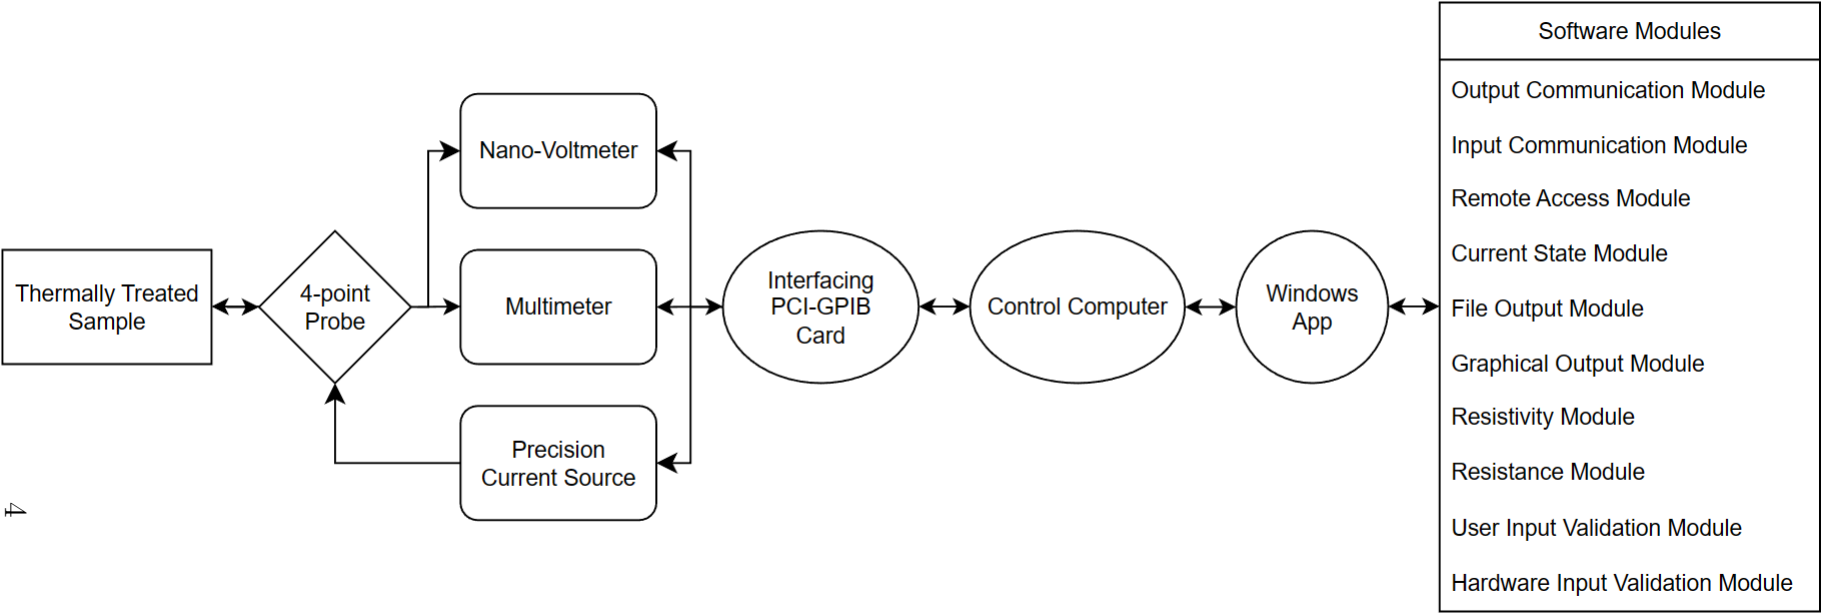 Thermally Treated
Sample
4-point
Probe
Nano-Voltmeter
Multimeter
Precision
Current Source
Interfacing
PCI-GPIB
Card
Control Computer
Windows
App
Software Modules
Output Communication Module
Input Communication Module
Remote Access Module
Current State Module
File Output Module
Graphical Output Module
Resistivity Module
Resistance Module
User Input Validation Module
Hardware Input Validation Module
4